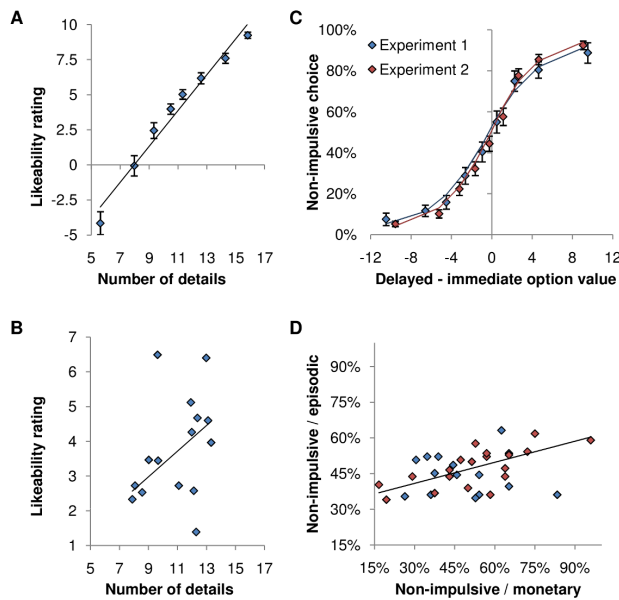 A
Likeability rating
10
7.5
5
2.5
0
-2.5
-5
5 7 9 11 13 15 17
Number of details
C
Non-impulsive choice
100%
80%
60%
40%
20%
0%
Experiment 1
Experiment 2
-12 -8 -4 0 4 8 12
Delayed - immediate option value
B
Likeability rating
7
6
5
4
3
2
1
5 7 9 11 13 15 17
Number of details
D
Non-impulsive / episodic
90%
75%
60%
45%
30%
15%
15% 30% 45% 60% 75% 90%
Non-impulsive / monetary